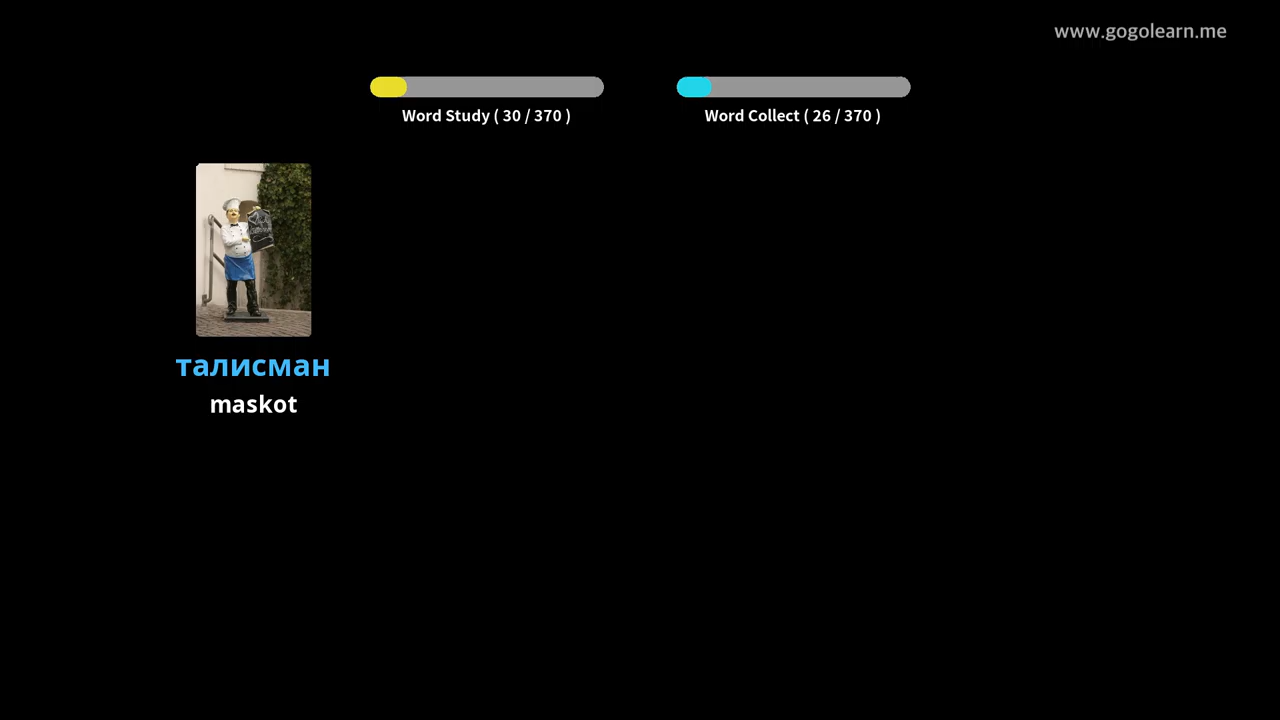 www.gogolearn.me
Word Study ( 30 / 370 )
Word Collect ( 26 / 370 )
талисман
maskot